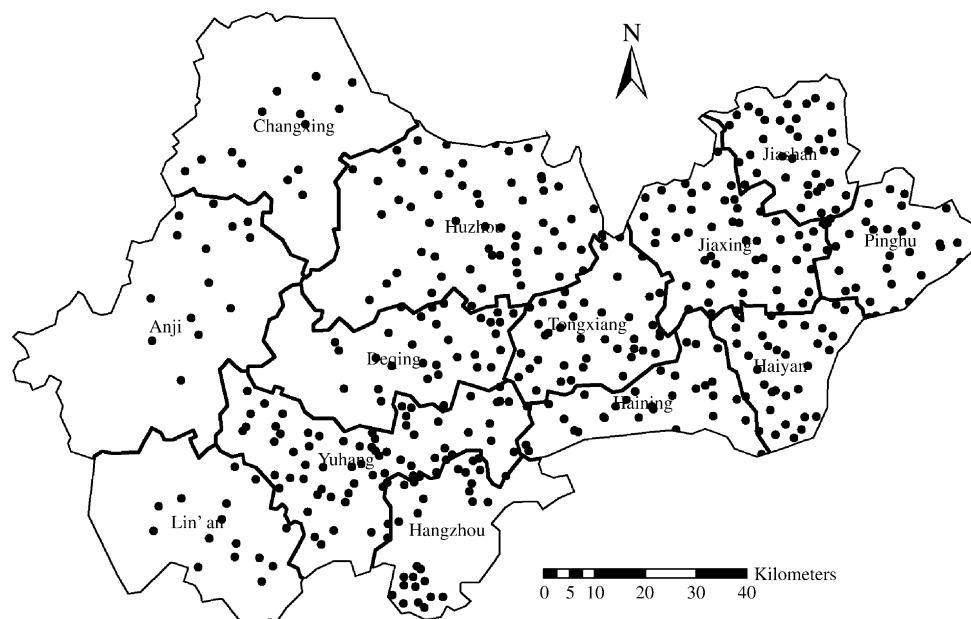 N
Changxing
Jiashan
Huzhou
Jiaxing
Pinghu
Anji
Tongxiang
Deqing
Haiyan
Haining
Yuhang
Lin' an
Hangzhou
Kilometers
0 5 10 20 40